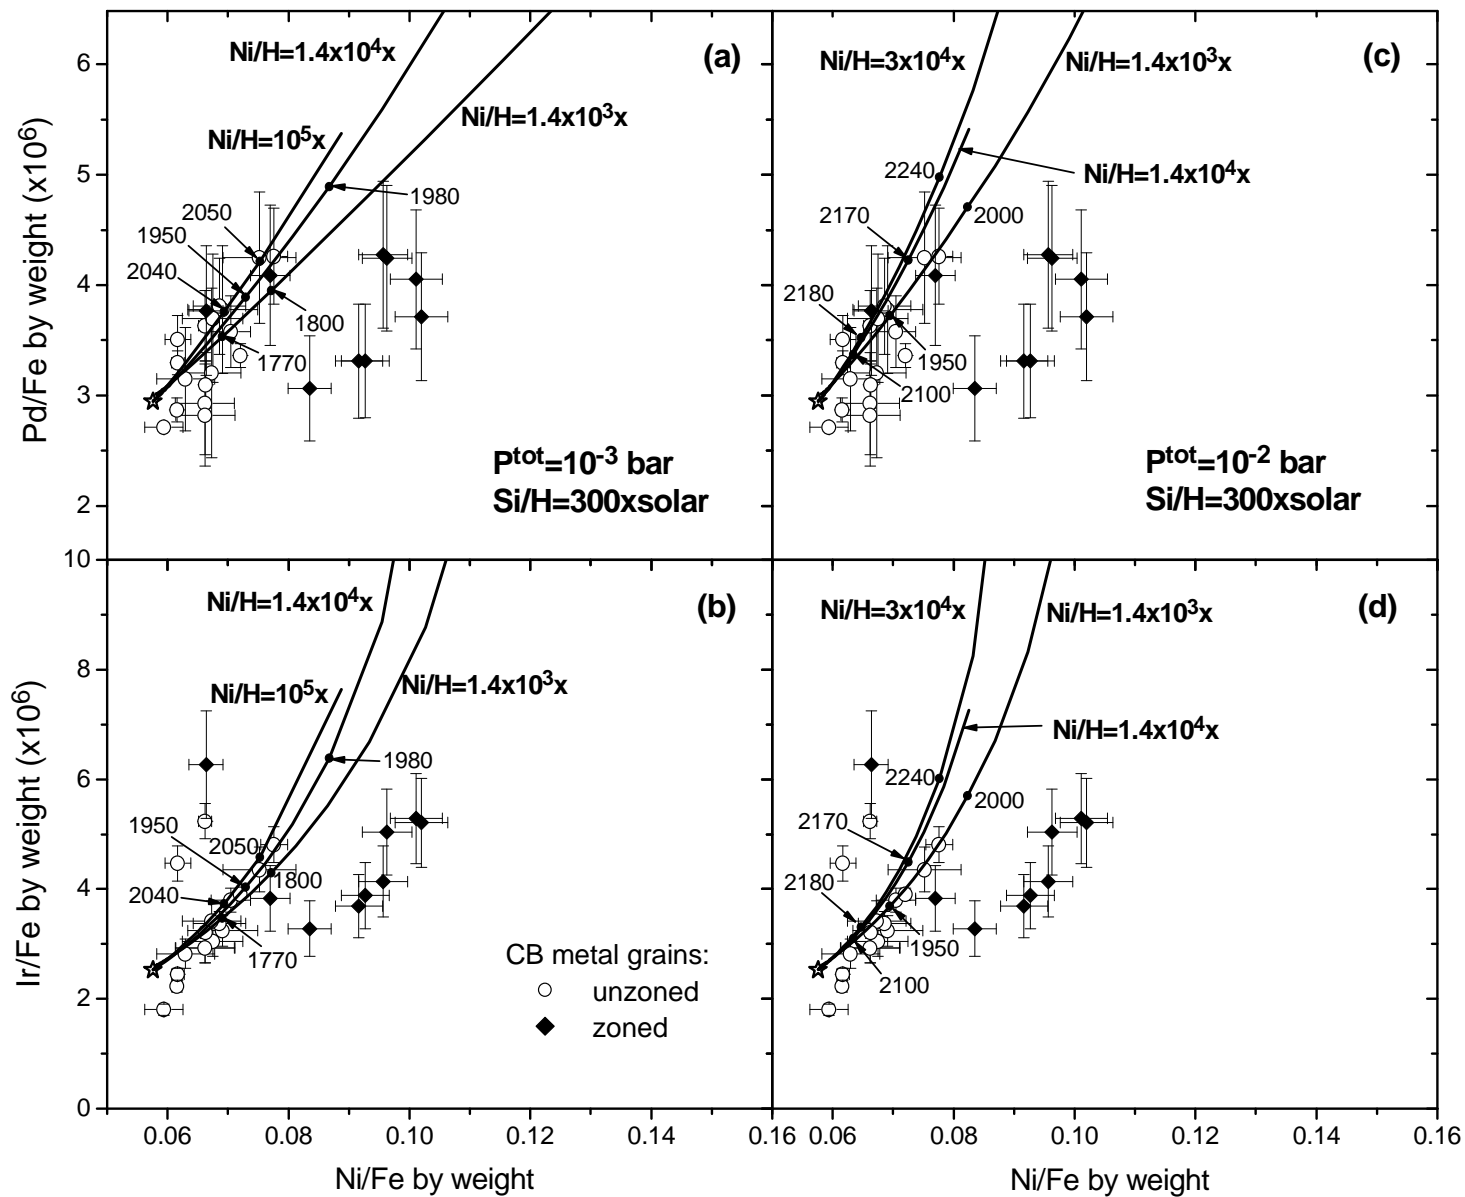 Ni/H=1.4x10⁴x
(a)
Ni/H=10⁵x
Ni/H=1.4x10³x
2050
1950
2040
1980
1800
1770
Pᵗᵒᵗ=10⁻³ bar
Si/H=300xsolar
6
5
4
3
2
Pd/Fe by weight (x10⁶)
Ni/H=3x10⁴x
(c)
Ni/H=1.4x10³x
Ni/H=1.4x10⁴x
2240
2170
2000
2180
1950
2100
Pᵗᵒᵗ=10⁻² bar
Si/H=300xsolar
10
8
6
4
2
0
Ir/Fe by weight (x10⁶)
Ni/H=1.4x10⁴x
(b)
Ni/H=10⁵x
Ni/H=1.4x10³x
1980
1950
2050
1800
2040
1770
CB metal grains:
unzoned
zoned
Ni/H=3x10⁴x
(d)
Ni/H=1.4x10³x
Ni/H=1.4x10⁴x
2240
2170
2000
2180
1950
2100
0.06 0.08 0.10 0.12 0.14 0.16
0.06 0.08 0.10 0.12 0.14 0.16
Ni/Fe by weight
Ni/Fe by weight